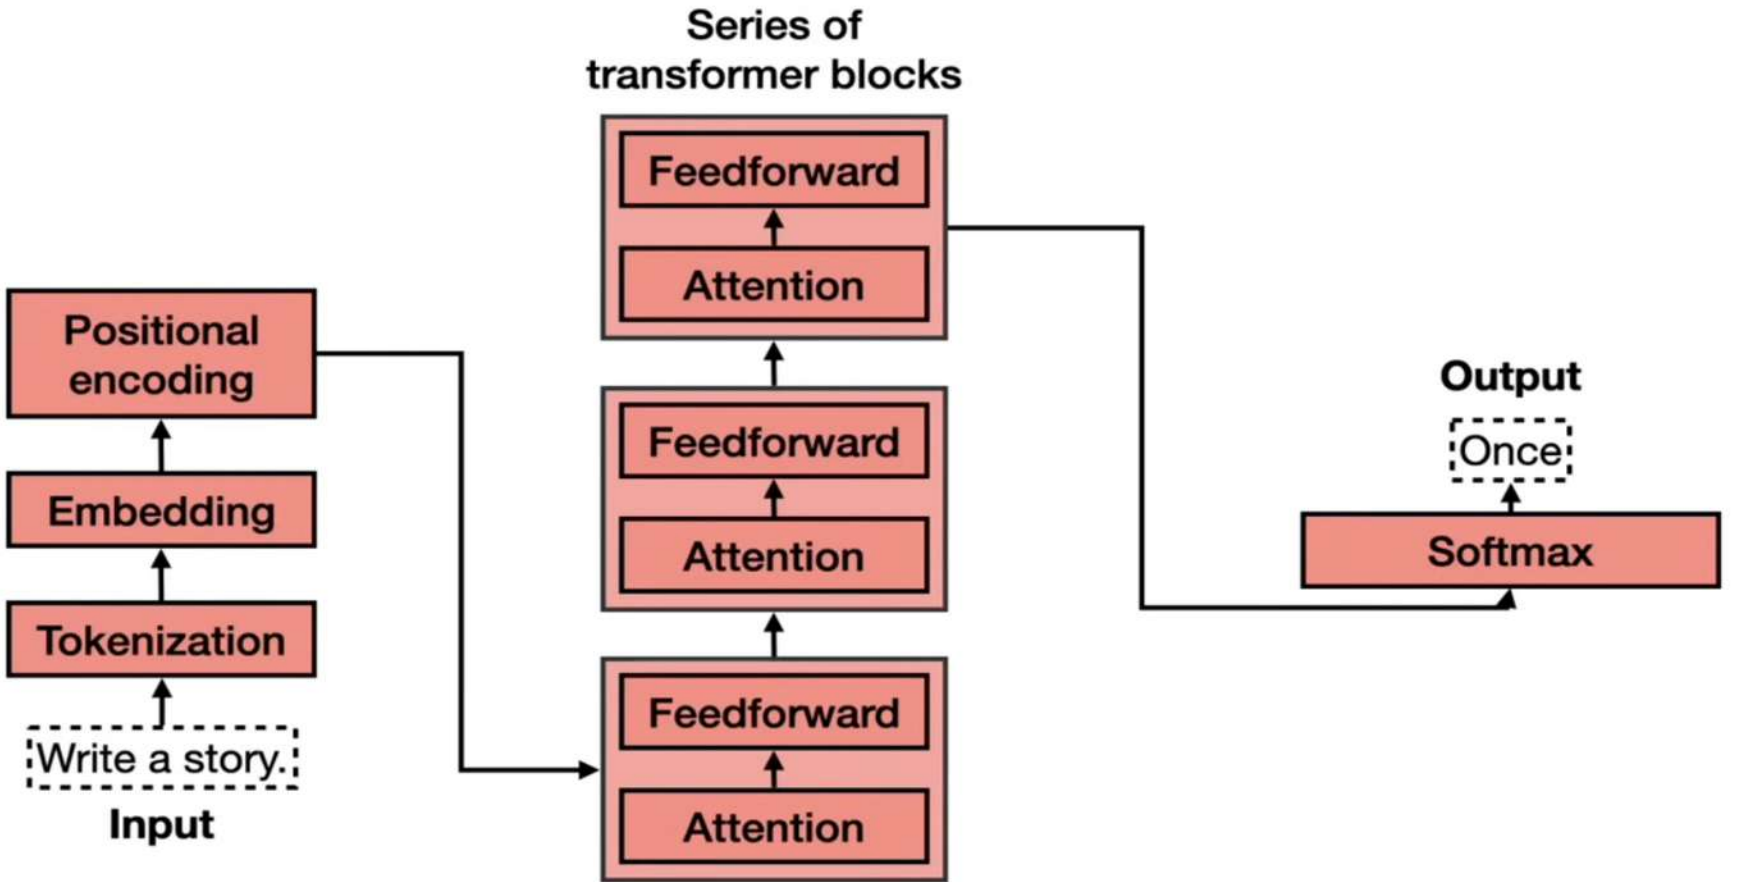 Series of
transformer blocks
Feedforward
Attention
Positional
encoding
Feedforward
Attention
Output
Once
Embedding
Softmax
Tokenization
Feedforward
Write a story.
Attention
Input